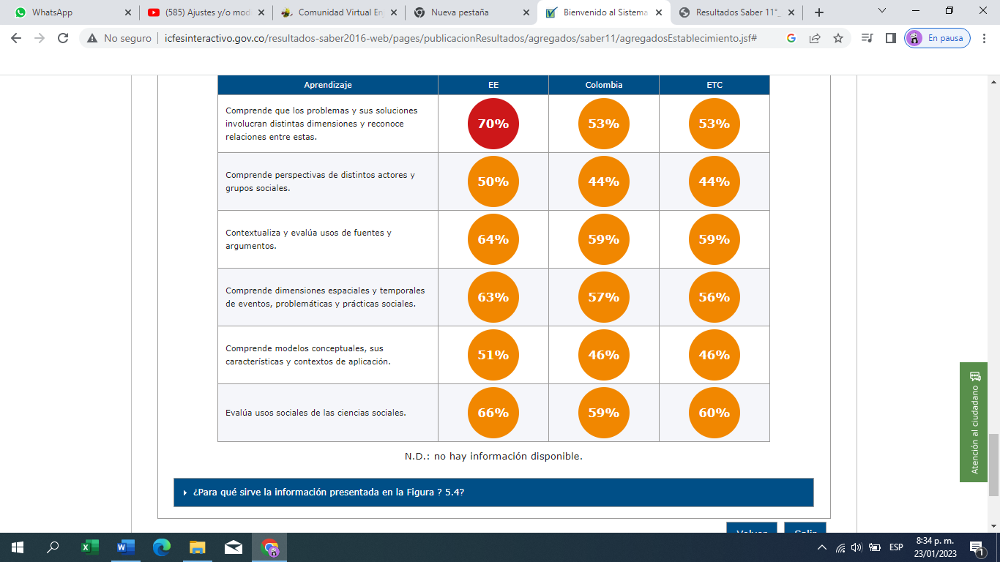 WhatsApp
(585) Ajustes y/o mod
Comunidad Virtual En
Nueva pestaña
Bienvenido al Sistema
Resultados Saber 11°_
No seguro
icfesinteractivo.gov.co/resultados-saber2016-web/pages/publicacionResultados/agregados/saber11/agregadosEstablecimiento.jsf#
En pausa
Aprendizaje EE Colombia ETC
Comprende que los problemas y sus soluciones
involucran distintas dimensiones y reconoce
relaciones entre estas.
70% 53% 53%
Comprende perspectivas de distintos actores y
grupos sociales.
50% 44% 44%
Contextualiza y evalúa usos de fuentes y
argumentos.
64% 59% 59%
Comprende dimensiones espaciales y temporales
de eventos, problemáticas y prácticas sociales.
63% 57% 56%
Comprende modelos conceptuales, sus
características y contextos de aplicación.
51% 46% 46%
Evalúa usos sociales de las ciencias sociales.
66% 59% 60%
N.D.: no hay información disponible.
¿Para qué sirve la información presentada en la Figura ? 5.4?
Atención al ciudadano
Volver
Salir
ESP
8:34 p. m.
23/01/2023
1